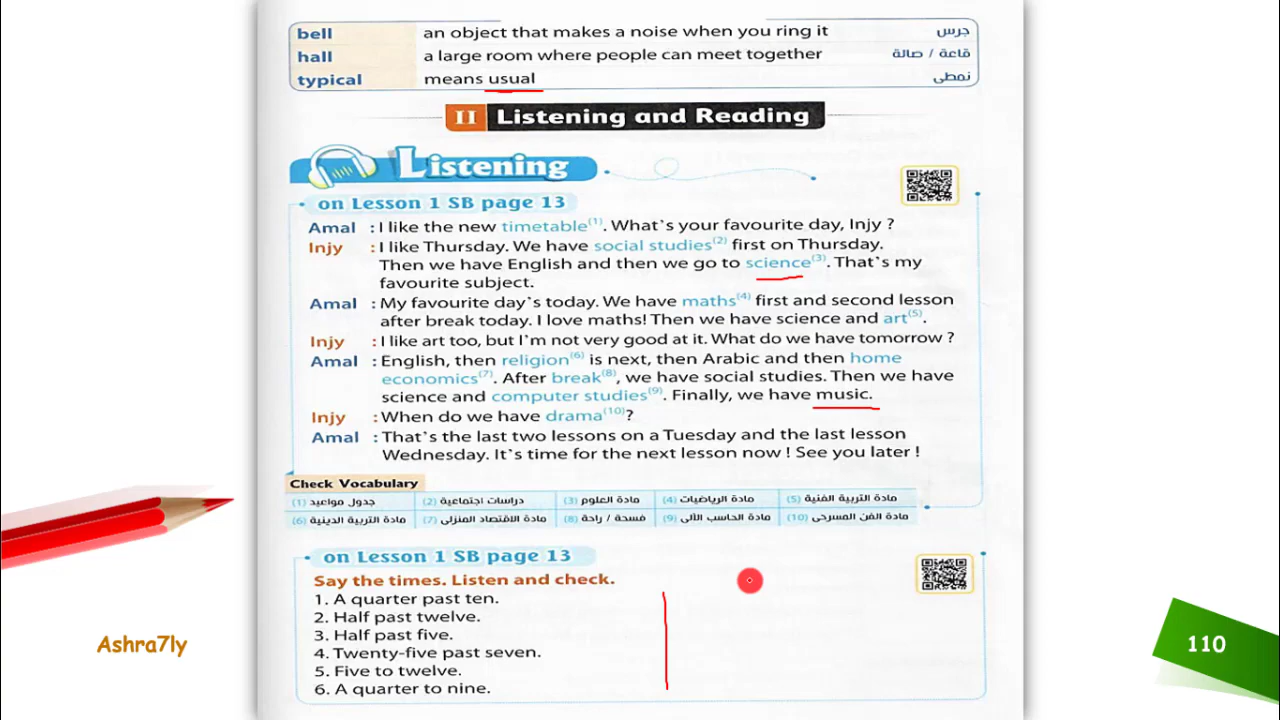 bell an object that makes a noise when you ring it جرس
hall a large room where people can meet together قاعة / صالة
typical means usual نمطى
II Listening and Reading
Listening
on Lesson 1 SB page 13
Amal : I like the new timetable(1). What's your favourite day, Injy ?
Injy : I like Thursday. We have social studies(2) first on Thursday.
Then we have English and then we go to science(3). That's my
favourite subject.
Amal : My favourite day's today. We have maths(4) first and second lesson
after break today. I love maths! Then we have science and art(5).
Injy : I like art too, but I'm not very good at it. What do we have tomorrow ?
Amal : English, then religion(6) is next, then Arabic and then home
economics(7). After break(8), we have social studies. Then we have
science and computer studies(9). Finally, we have music.
Injy : When do we have drama(10)?
Amal : That's the last two lessons on a Tuesday and the last lesson
Wednesday. It's time for the next lesson now ! See you later !
Check Vocabulary
(1) جدول مواعيد (2) دراسات اجتماعية (3) مادة العلوم (4) مادة الرياضيات (5) مادة التربية الفنية
(6) مادة التربية الدينية (7) مادة الاقتصاد المنزلى (8) فسحة / راحة (9) مادة الحاسب الآلى (10) مادة الفن المسرحى
on Lesson 1 SB page 13
Say the times. Listen and check.
1. A quarter past ten.
2. Half past twelve.
3. Half past five.
4. Twenty-five past seven.
5. Five to twelve.
6. A quarter to nine.
Ashra7ly
110